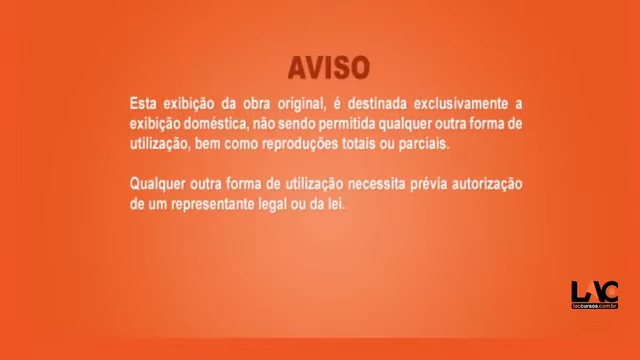 AVISO
Esta exibição da obra original, é destinada exclusivamente a
exibição doméstica, não sendo permitida qualquer outra forma de
utilização, bem como reproduções totais ou parciais.
Qualquer outra forma de utilização necessita prévia autorização
de um representante legal ou da lei.
LAC
laccursos.com.br